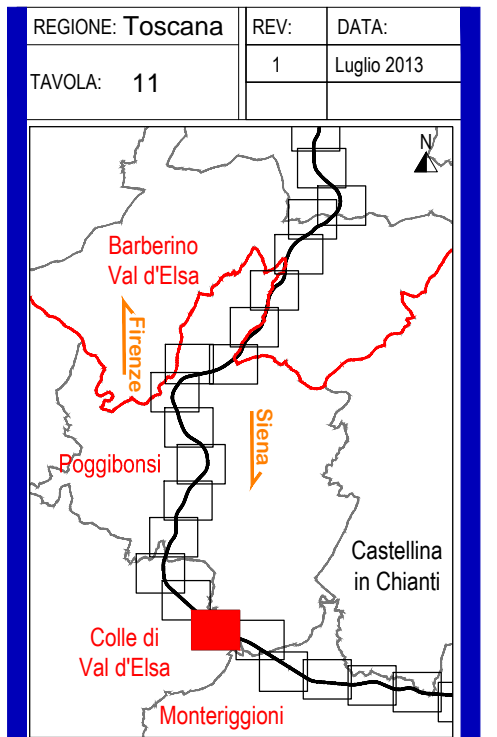 REGIONE: Toscana
REV:
DATA:
TAVOLA: 11
1
Luglio 2013
N
Barberino
Val d'Elsa
Firenze
Siena
Poggibonsi
Castellina
in Chianti
Colle di
Val d'Elsa
Monteriggioni